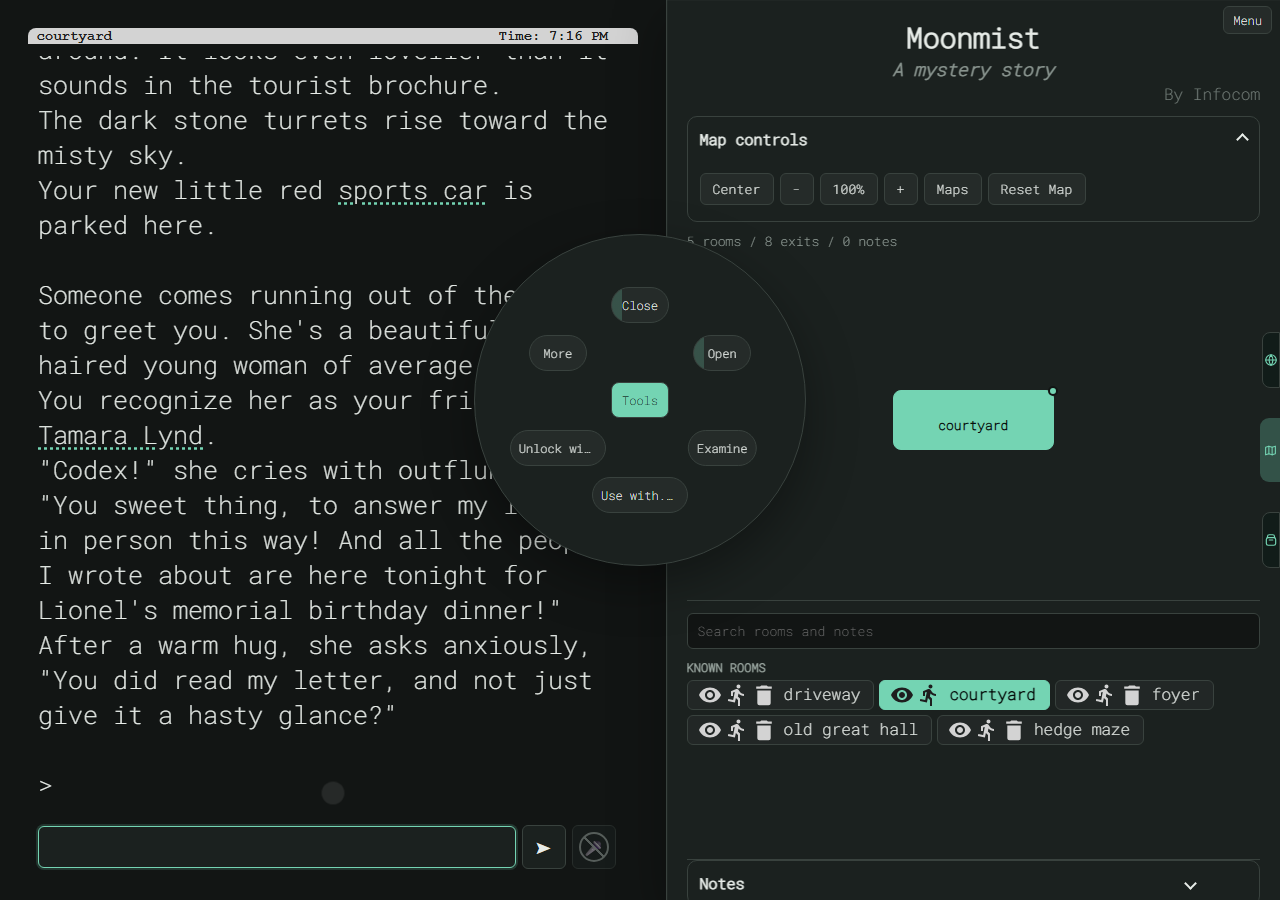 courtyard Time: 7:16 PM
around. It looks even lovelier than it
sounds in the tourist brochure.
The dark stone turrets rise toward the
misty sky.
Your new little red sports car is
parked here.
Someone comes running out of the
to greet you. She's a beautiful
haired young woman of average
You recognize her as your
Tamara Lynd.
"Codex!" she cries with
"You sweet thing, to answer my
in person this way! And all the
I wrote about are here tonight for
Lionel's memorial birthday dinner!"
After a warm hug, she asks anxiously,
"You did read my letter, and not just
give it a hasty glance?"
>
➤
Close
More
Open
Tools
Unlock wi…
Examine
Use with.…
Menu
Moonmist
A mystery story
By Infocom
Map controls
Center - 100% + Maps Reset Map
5 rooms / 8 exits / 0 notes
courtyard
Search rooms and notes
KNOWN ROOMS
driveway courtyard foyer
old great hall hedge maze
Notes